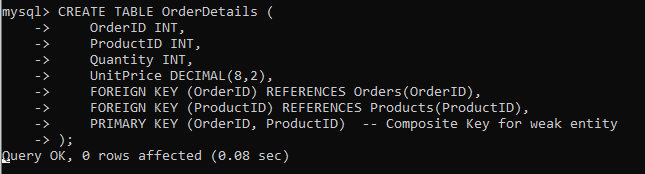 mysql> CREATE TABLE OrderDetails (
    ->     OrderID INT,
    ->     ProductID INT,
    ->     Quantity INT,
    ->     UnitPrice DECIMAL(8,2),
    ->     FOREIGN KEY (OrderID) REFERENCES Orders(OrderID),
    ->     FOREIGN KEY (ProductID) REFERENCES Products(ProductID),
    ->     PRIMARY KEY (OrderID, ProductID)  -- Composite Key for weak entity
    -> );
Query OK, 0 rows affected (0.08 sec)